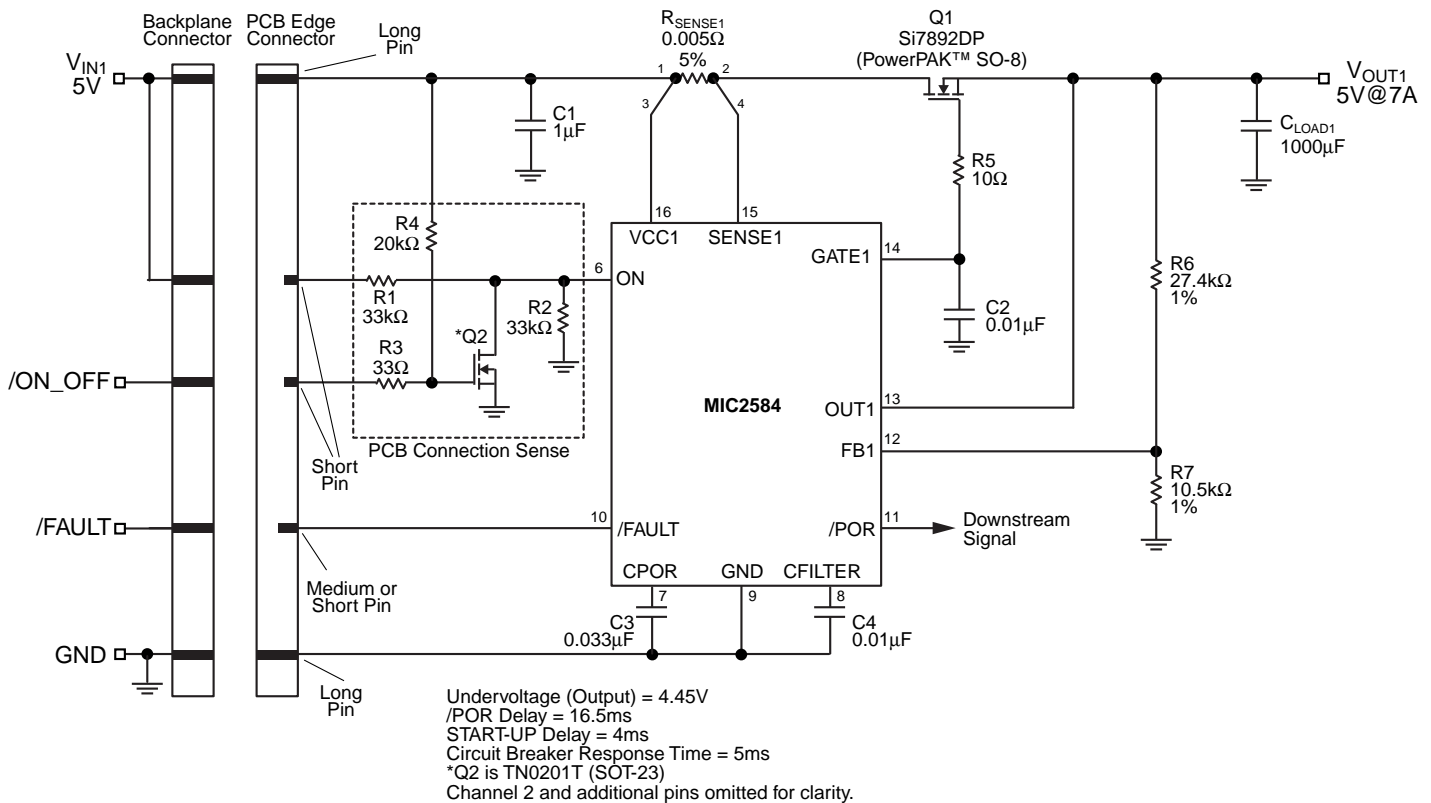 Backplane
Connector
PCB Edge
Connector
Long
Pin
RSENSE1
0.005Ω
5%
Q1
Si7892DP
(PowerPAK™ SO-8)
VIN1
5V
1
2
3
4
VOUT1
5V@7A
C1
1µF
CLOAD1
1000µF
R5
10Ω
R4
20kΩ
16
15
VCC1
SENSE1
GATE1
14
R6
27.4kΩ
1%
6
ON
R1
33kΩ
R2
33kΩ
C2
0.01µF
*Q2
R3
33Ω
/ON_OFF
MIC2584
OUT1
13
PCB Connection Sense
FB1
12
Short
Pin
R7
10.5kΩ
1%
/FAULT
10
/FAULT
/POR
11
Downstream
Signal
CPOR
GND
CFILTER
Medium or
Short Pin
7
9
8
C3
0.033µF
C4
0.01µF
GND
Long
Pin
Undervoltage (Output) = 4.45V
/POR Delay = 16.5ms
START-UP Delay = 4ms
Circuit Breaker Response Time = 5ms
*Q2 is TN0201T (SOT-23)
Channel 2 and additional pins omitted for clarity.